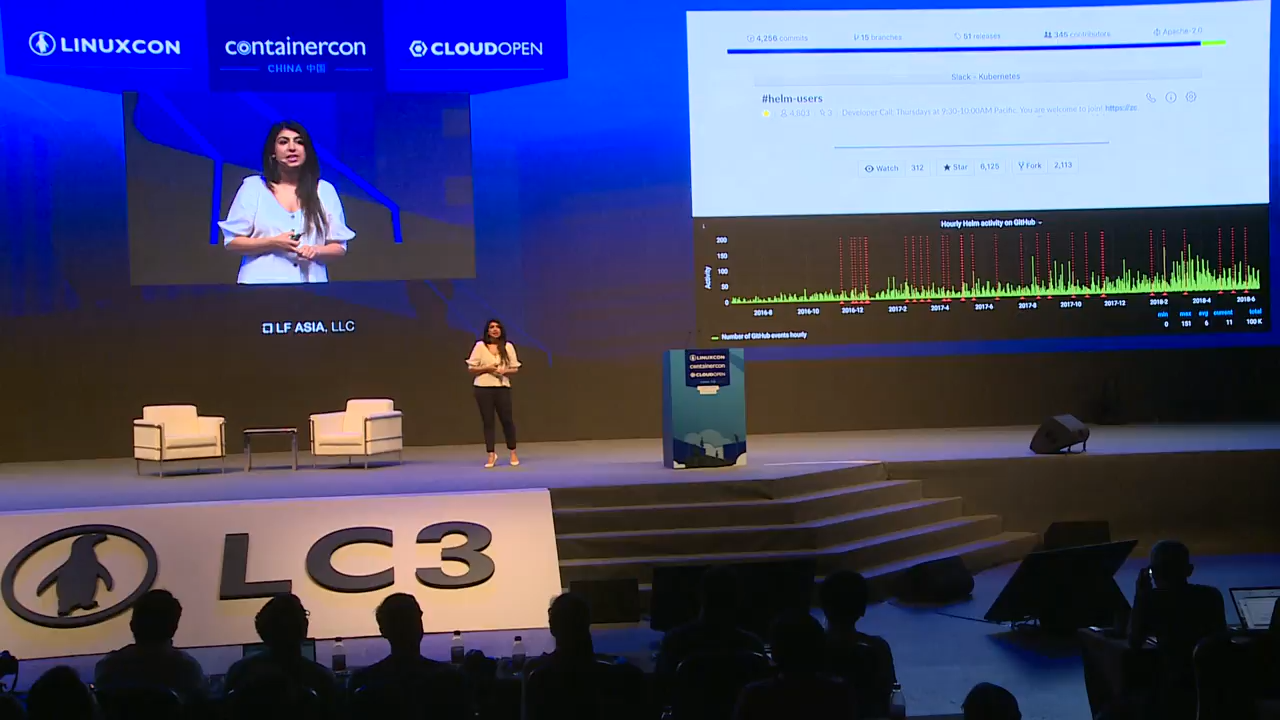 LINUXCON
containercon
CHINA 中国
CLOUDOPEN
LF ASIA, LLC
4,256 commits 15 branches 51 releases 345 contributors Apache-2.0
Slack - Kubernetes
#helm-users
4,803 3 Developer Call: Thursdays at 9:30-10:00AM Pacific. You are welcome to join!
Watch 312 Star 6,125 Fork 2,113
Hourly Helm activity on GitHub
Activity
200
150
100
50
0
2016-8 2016-10 2016-12 2017-2 2017-4 2017-6 2017-8 2017-10 2017-12 2018-2 2018-4 2018-6
min max avg current total
0 151 6 11 100 K
Number of GitHub events hourly
LINUXCON
containercon
CLOUDOPEN
LC3